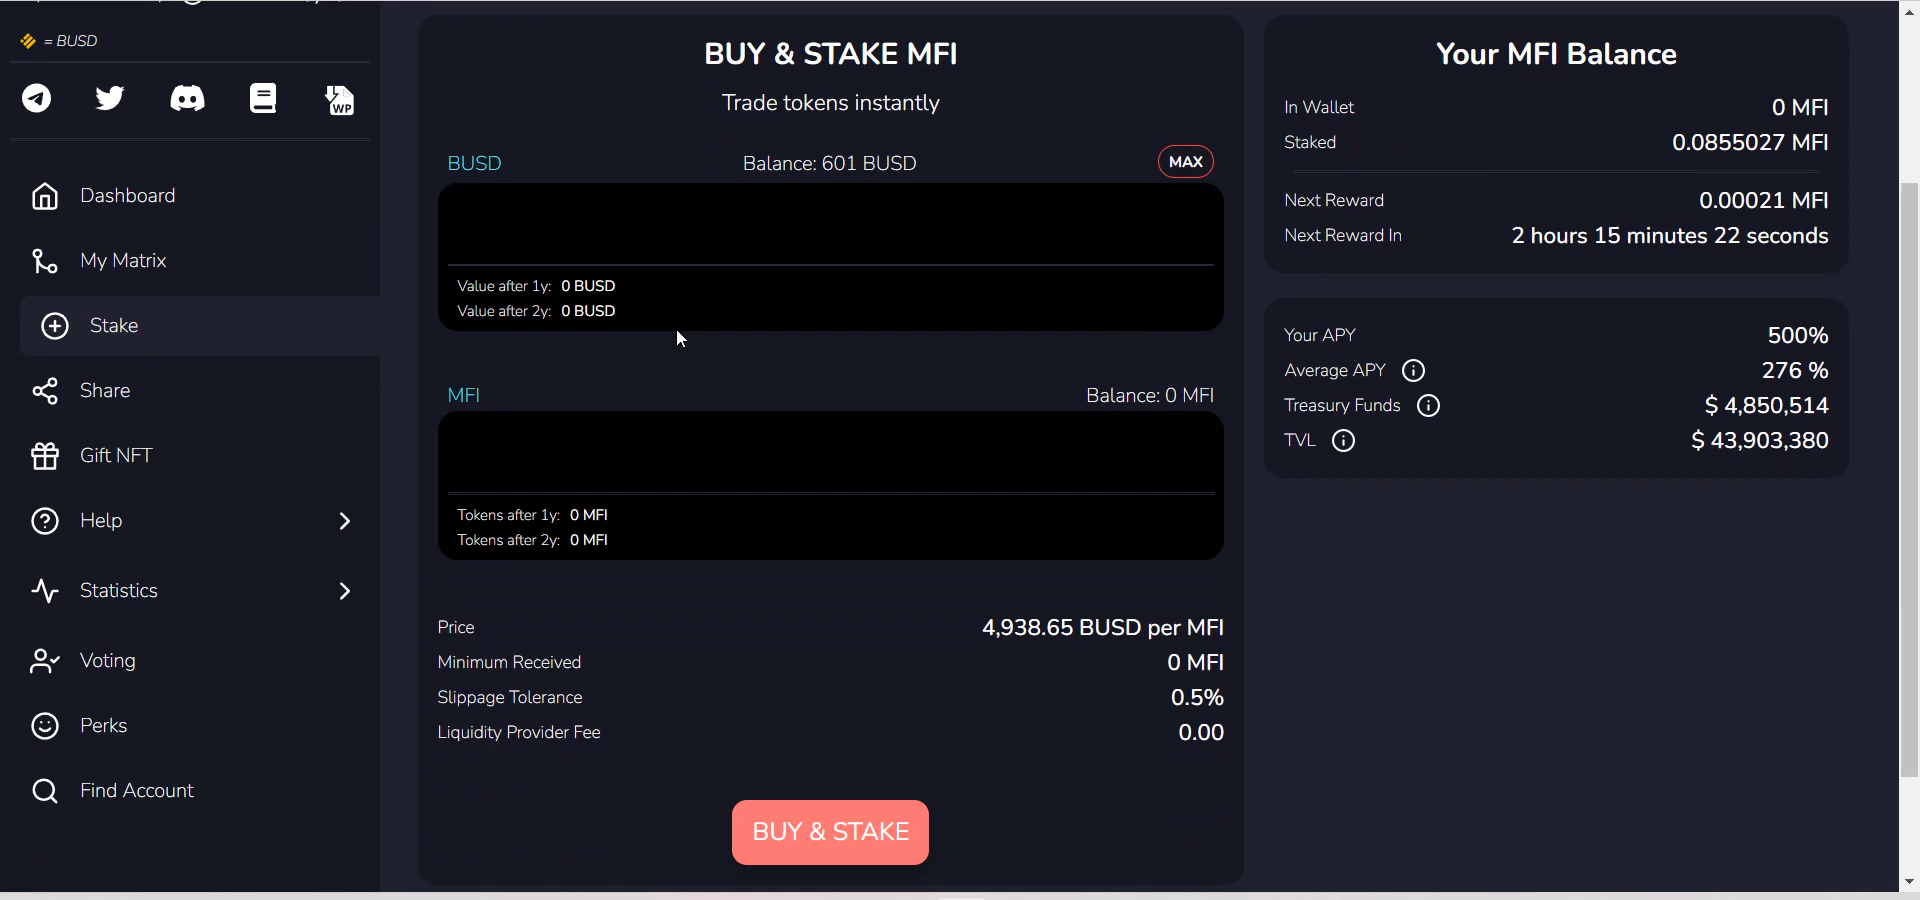 = BUSD
WP
Dashboard
My Matrix
Stake
Share
Gift NFT
Help
Statistics
Voting
Perks
Find Account
BUY & STAKE MFI
Trade tokens instantly
BUSD Balance: 601 BUSD MAX
Value after 1y: 0 BUSD
Value after 2y: 0 BUSD
MFI Balance: 0 MFI
Tokens after 1y: 0 MFI
Tokens after 2y: 0 MFI
Price 4,938.65 BUSD per MFI
Minimum Received 0 MFI
Slippage Tolerance 0.5%
Liquidity Provider Fee 0.00
BUY & STAKE
Your MFI Balance
In Wallet 0 MFI
Staked 0.0855027 MFI
Next Reward 0.00021 MFI
Next Reward In 2 hours 15 minutes 22 seconds
Your APY 500%
Average APY 276 %
Treasury Funds $ 4,850,514
TVL $ 43,903,380